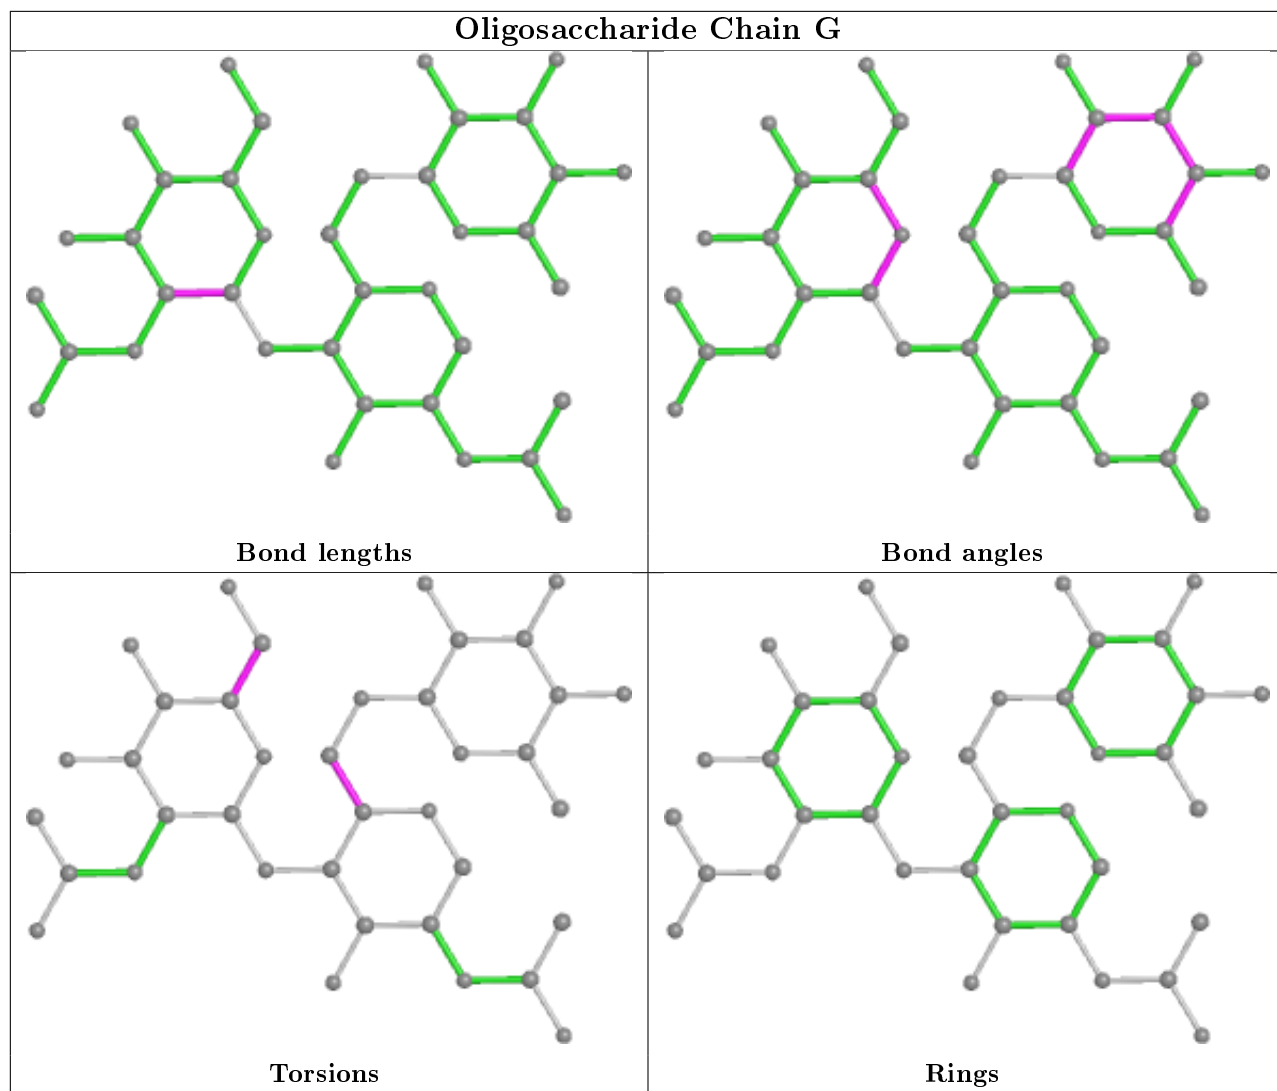 Oligosaccharide Chain G
Bond lengths
Bond angles
Torsions
Rings